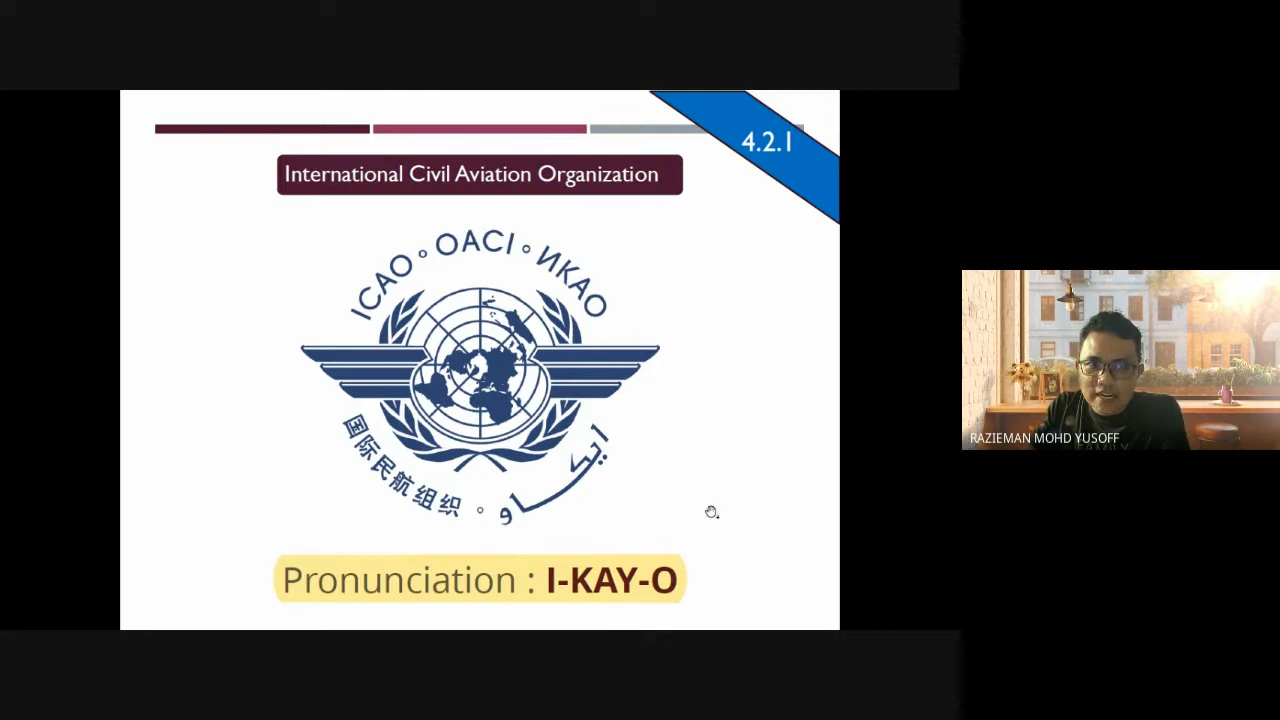 4.2.1
International Civil Aviation Organization
ICAO ° OACI ° ИКАО
国际民航组织 ° ايكاو
Pronunciation : I-KAY-O
RAZIEMAN MOHD YUSOFF
FAMILY